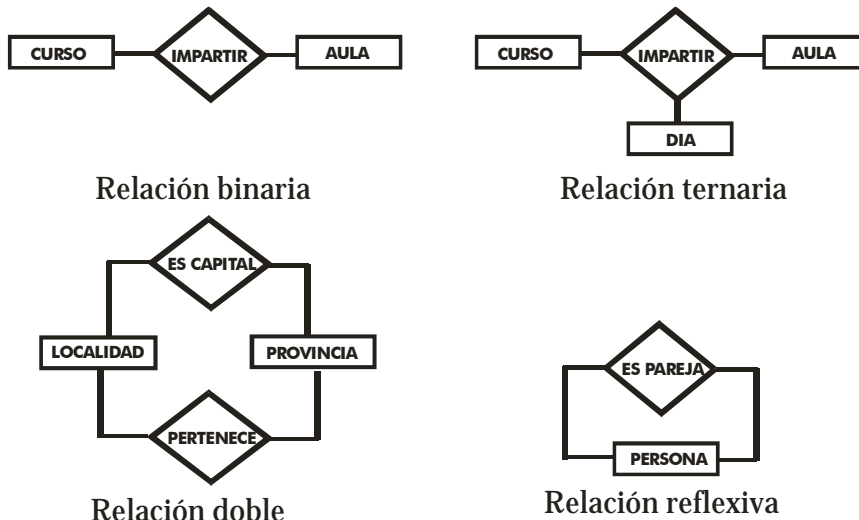 CURSO
IMPARTIR
AULA
CURSO
IMPARTIR
AULA
DIA
Relación binaria
Relación ternaria
ES CAPITAL
LOCALIDAD
PROVINCIA
PERTENECE
Relación doble
ES PAREJA
PERSONA
Relación reflexiva